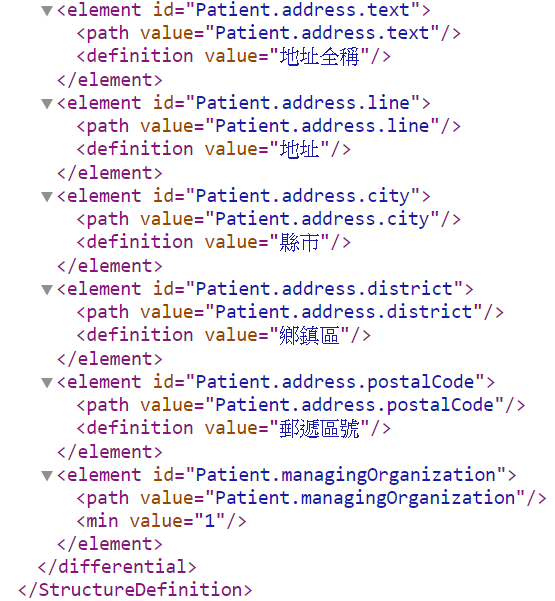 ▼<element id="Patient.address.text">
<path value="Patient.address.text"/>
<definition value="地址全稱"/>
</element>
▼<element id="Patient.address.line">
<path value="Patient.address.line"/>
<definition value="地址"/>
</element>
▼<element id="Patient.address.city">
<path value="Patient.address.city"/>
<definition value="縣市"/>
</element>
▼<element id="Patient.address.district">
<path value="Patient.address.district"/>
<definition value="鄉鎮區"/>
</element>
▼<element id="Patient.address.postalCode">
<path value="Patient.address.postalCode"/>
<definition value="郵遞區號"/>
</element>
▼<element id="Patient.managingOrganization">
<path value="Patient.managingOrganization"/>
<min value="1"/>
</element>
</differential>
</StructureDefinition>